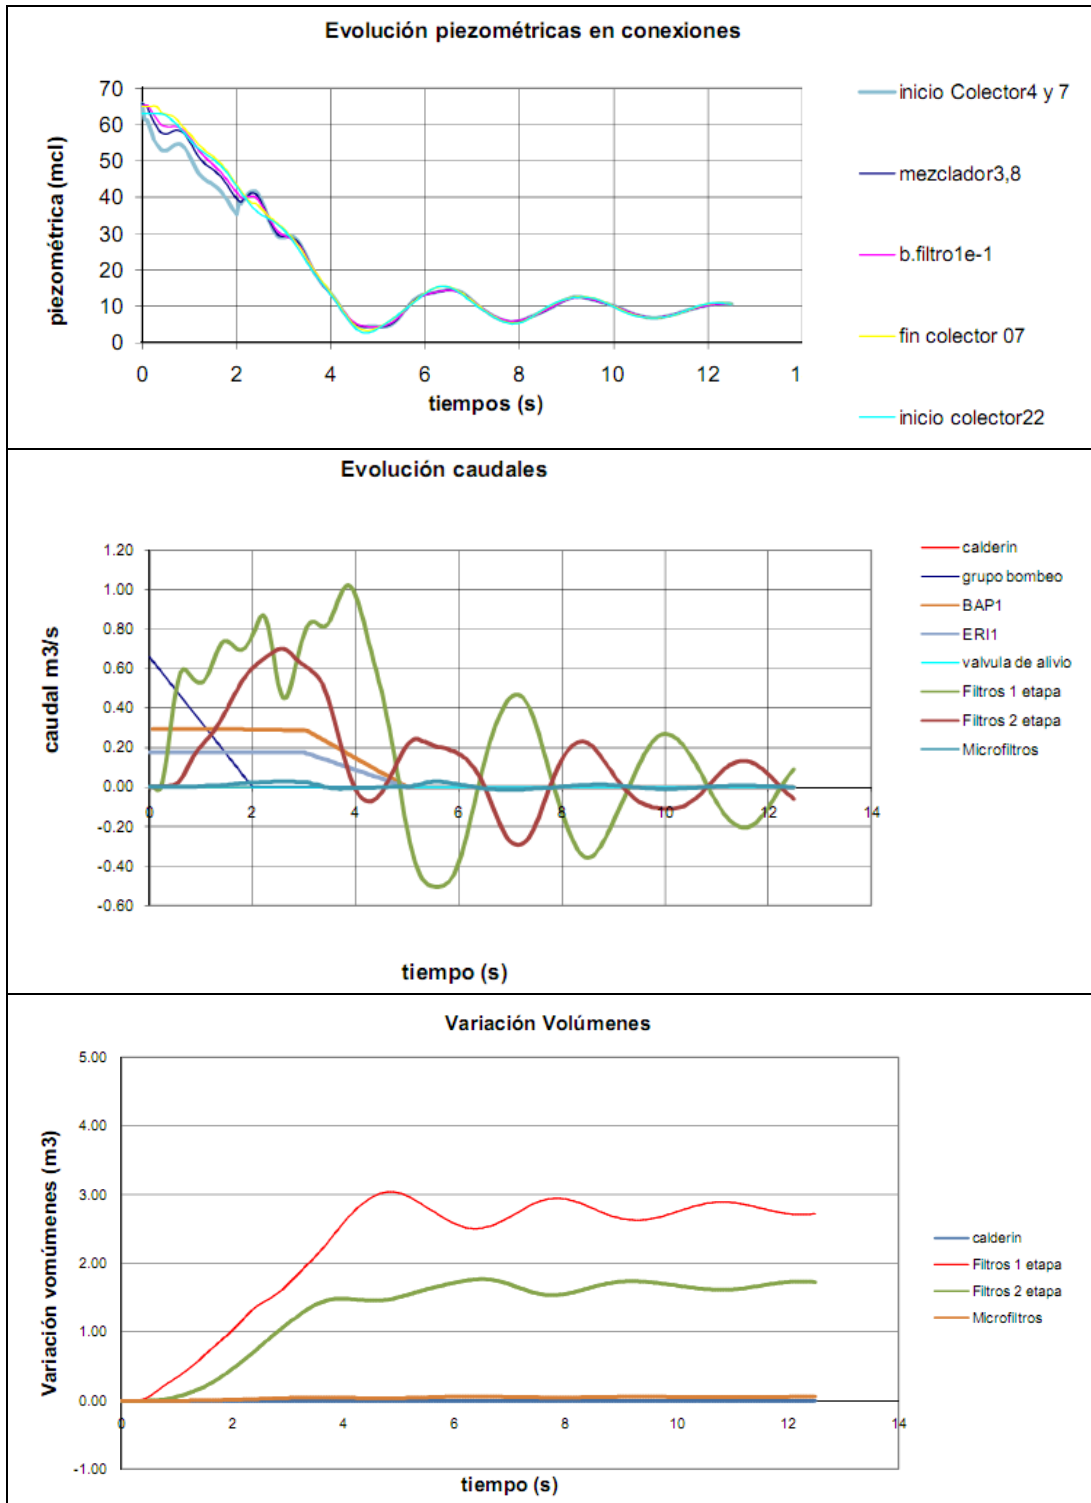 Evolución piezométricas en conexiones
piezométrica (mcl)
70
60
50
40
30
20
10
0
0 2 4 6 8 10 12 1
tiempos (s)
inicio Colector4 y 7
mezclador3,8
b.filtro1e-1
fin colector 07
inicio colector22
Evolución caudales
caudal m3/s
1.20
1.00
0.80
0.60
0.40
0.20
0.00
-0.20
-0.40
-0.60
0 2 4 6 8 10 12 14
tiempo (s)
calderin
grupo bombeo
BAP1
ERI1
valvula de alivio
Filtros 1 etapa
Filtros 2 etapa
Microfiltros
Variación Volúmenes
Variación vomúmenes (m3)
5.00
4.00
3.00
2.00
1.00
0.00
-1.00
0 2 4 6 8 10 12 14
tiempo (s)
calderin
Filtros 1 etapa
Filtros 2 etapa
Microfiltros